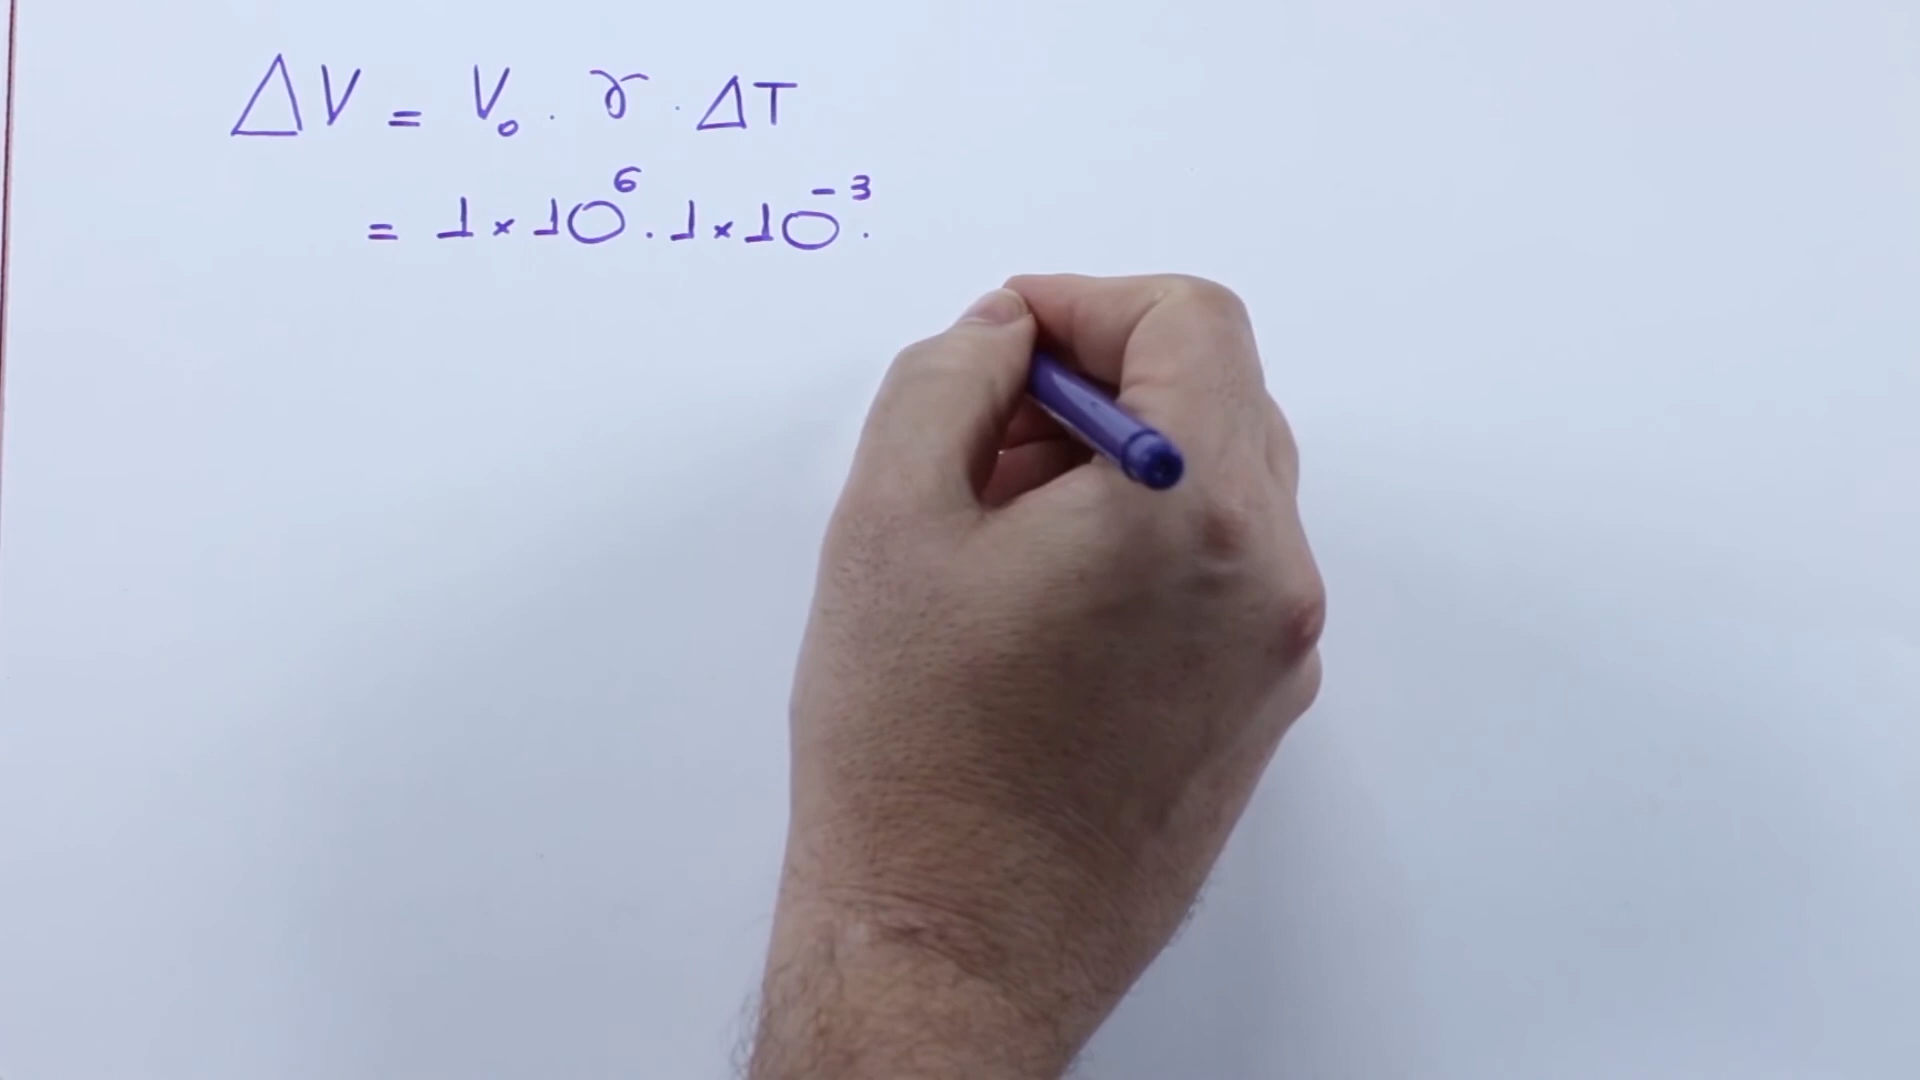 ΔV = V₀ . γ . ΔT
= 1 × 10⁶ . 1 × 10⁻³ .